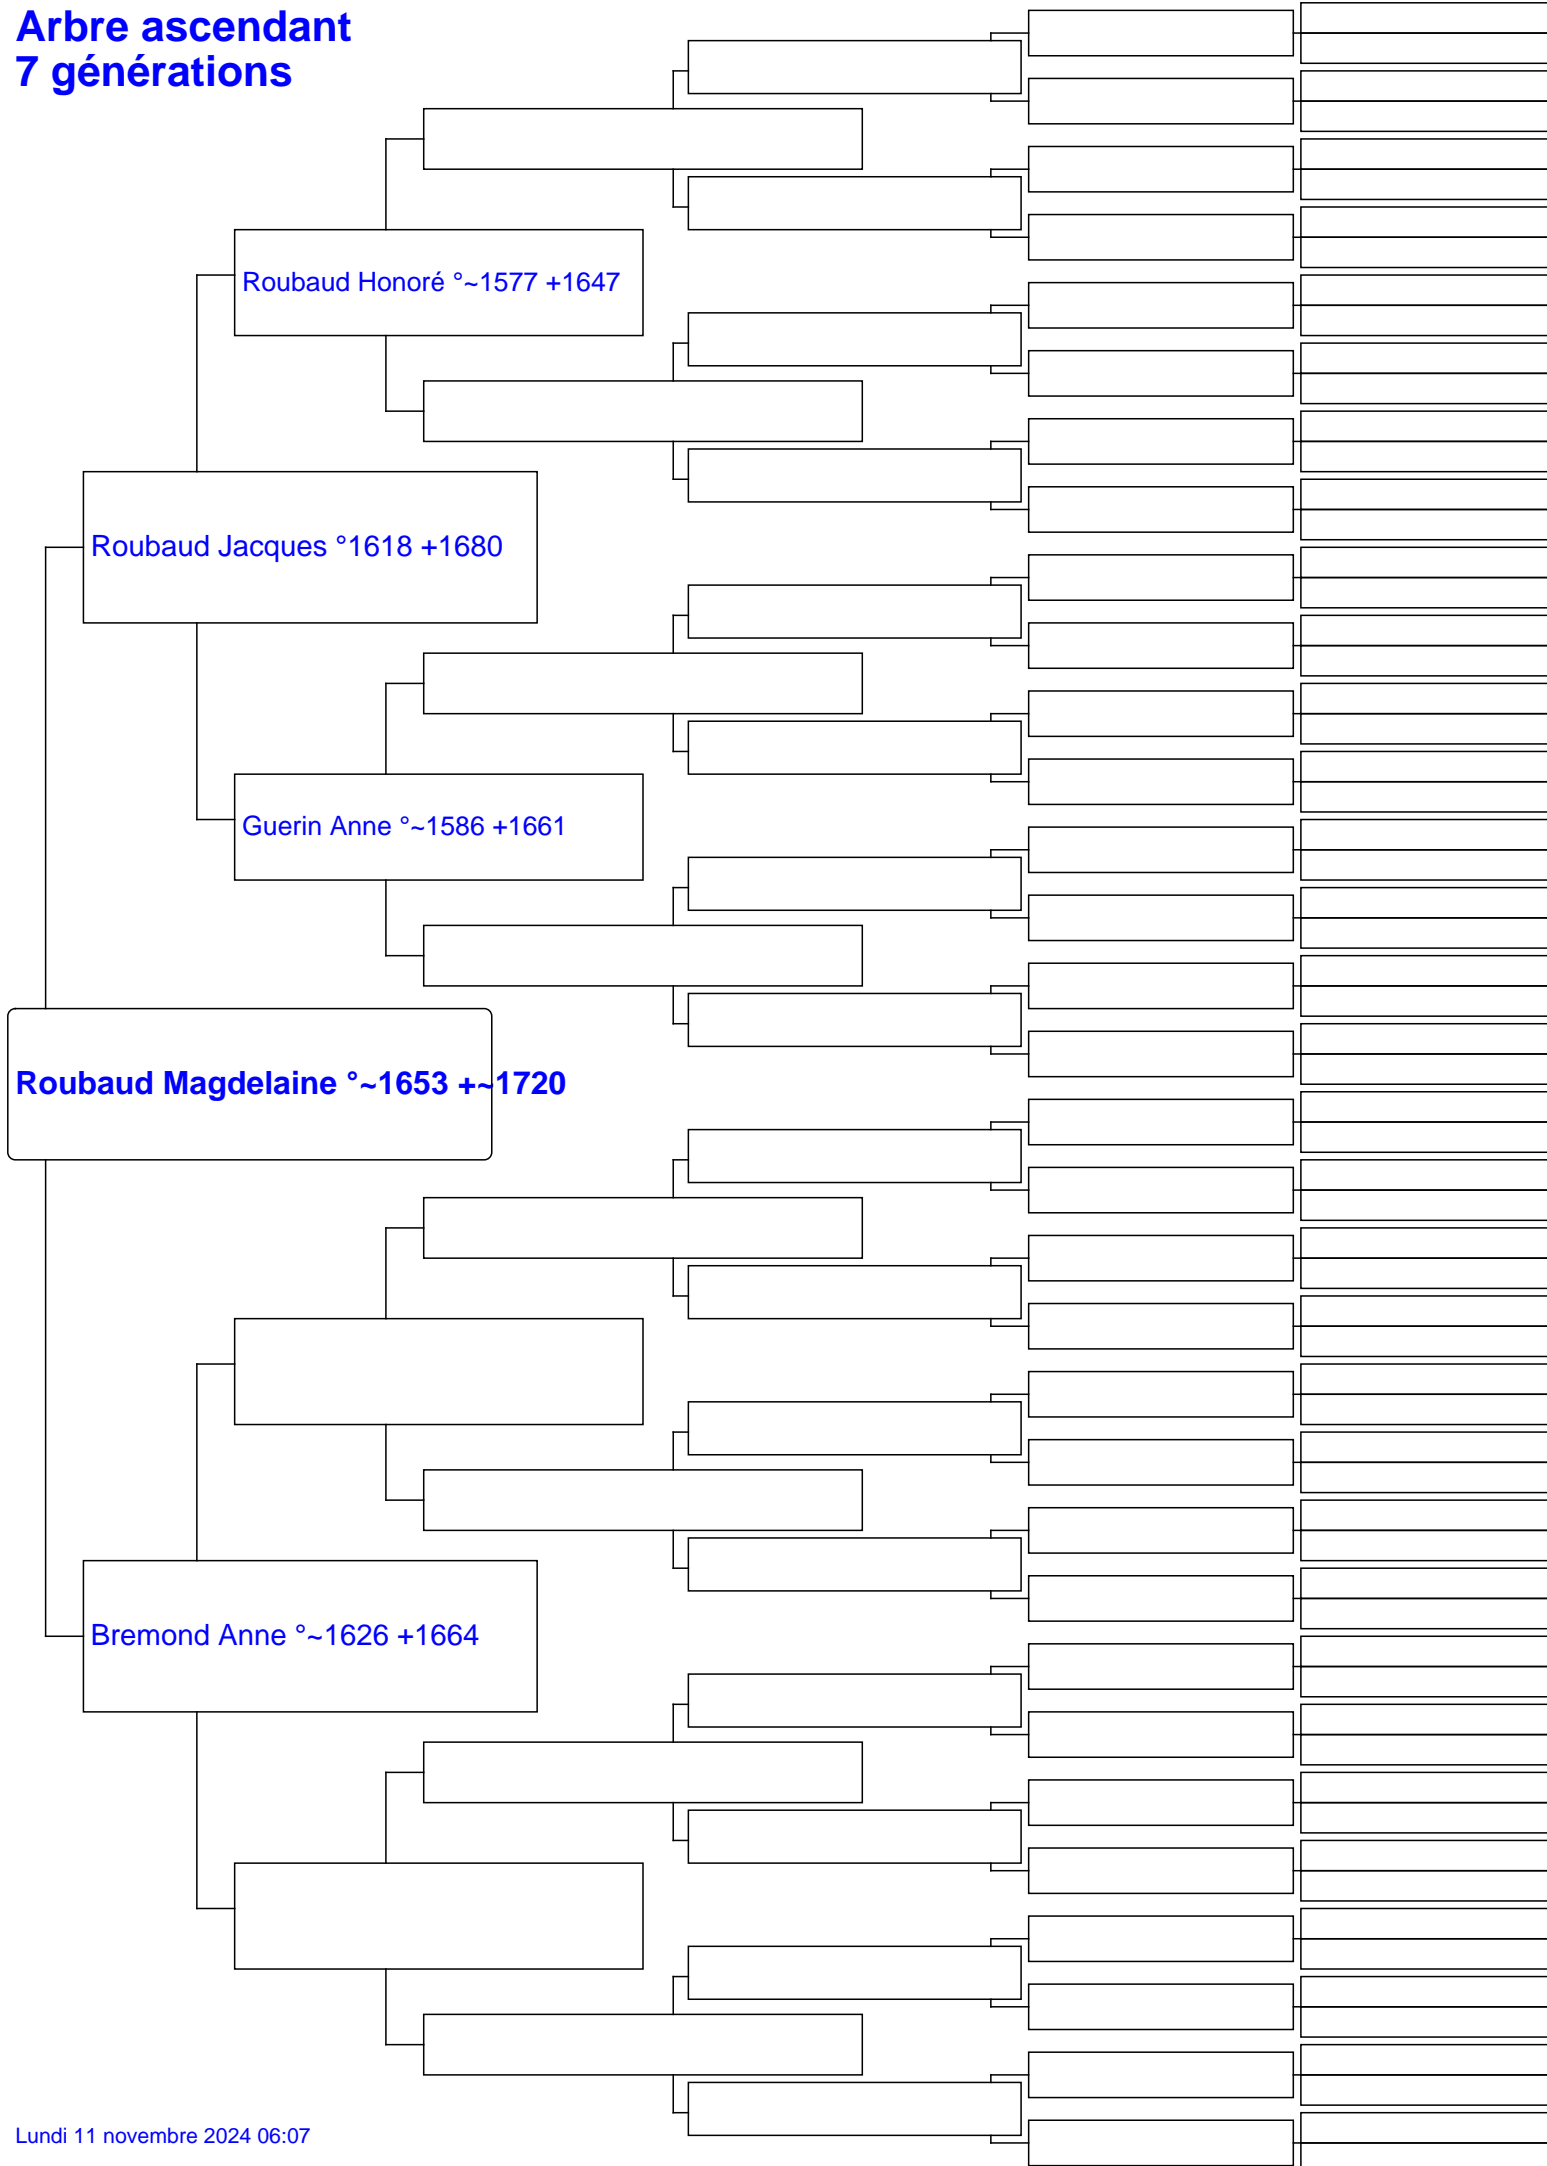 Arbre ascendant
7 générations
Roubaud Honoré °~1577 +1647
Roubaud Jacques °1618 +1680
Guerin Anne °~1586 +1661
Roubaud Magdelaine °~1653 +~1720
Bremond Anne °~1626 +1664
Lundi 11 novembre 2024 06:07